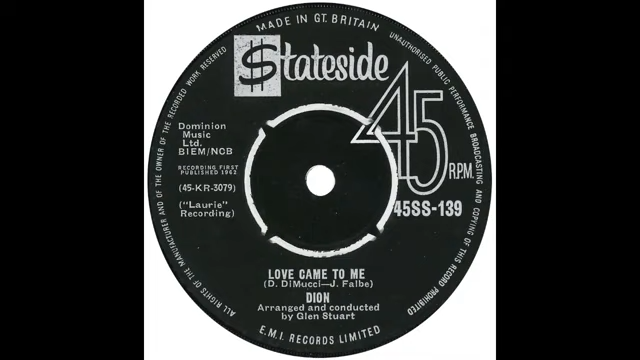 MADE IN GT. BRITAIN
$tateside
UNAUTHORISED PUBLIC PERFORMANCE BROADCASTING AND COPYING OF THIS RECORD PROHIBITED
ALL RIGHTS OF THE MANUFACTURER AND OF THE OWNER OF THE RECORDED WORK RESERVED
45
R.P.M.
Dominion
Music
Ltd.
BIEM/NCB
RECORDING FIRST
PUBLISHED 1962
(45-KR-3079)
("Laurie"
Recording)
45SS-139
LOVE CAME TO ME
(D. DiMucci—J. Falbe)
DION
Arranged and conducted
by Glen Stuart
E.M.I. RECORDS LIMITED